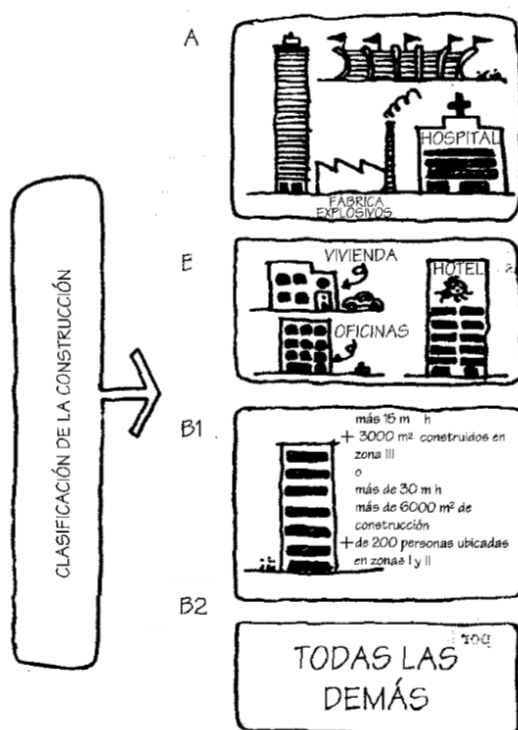 CLASIFICACIÓN DE LA CONSTRUCCIÓN
A
HOSPITAL
FÁBRICA
EXPLOSIVOS
E
VIVIENDA
HOTEL
OFICINAS
B1
más 15 m h
+ 3000 m² construidos en
zona III
o
más de 30 m h
más de 6000 m² de
construcción
+ de 200 personas ubicadas
en zonas I y II
B2
TODAS LAS
DEMÁS